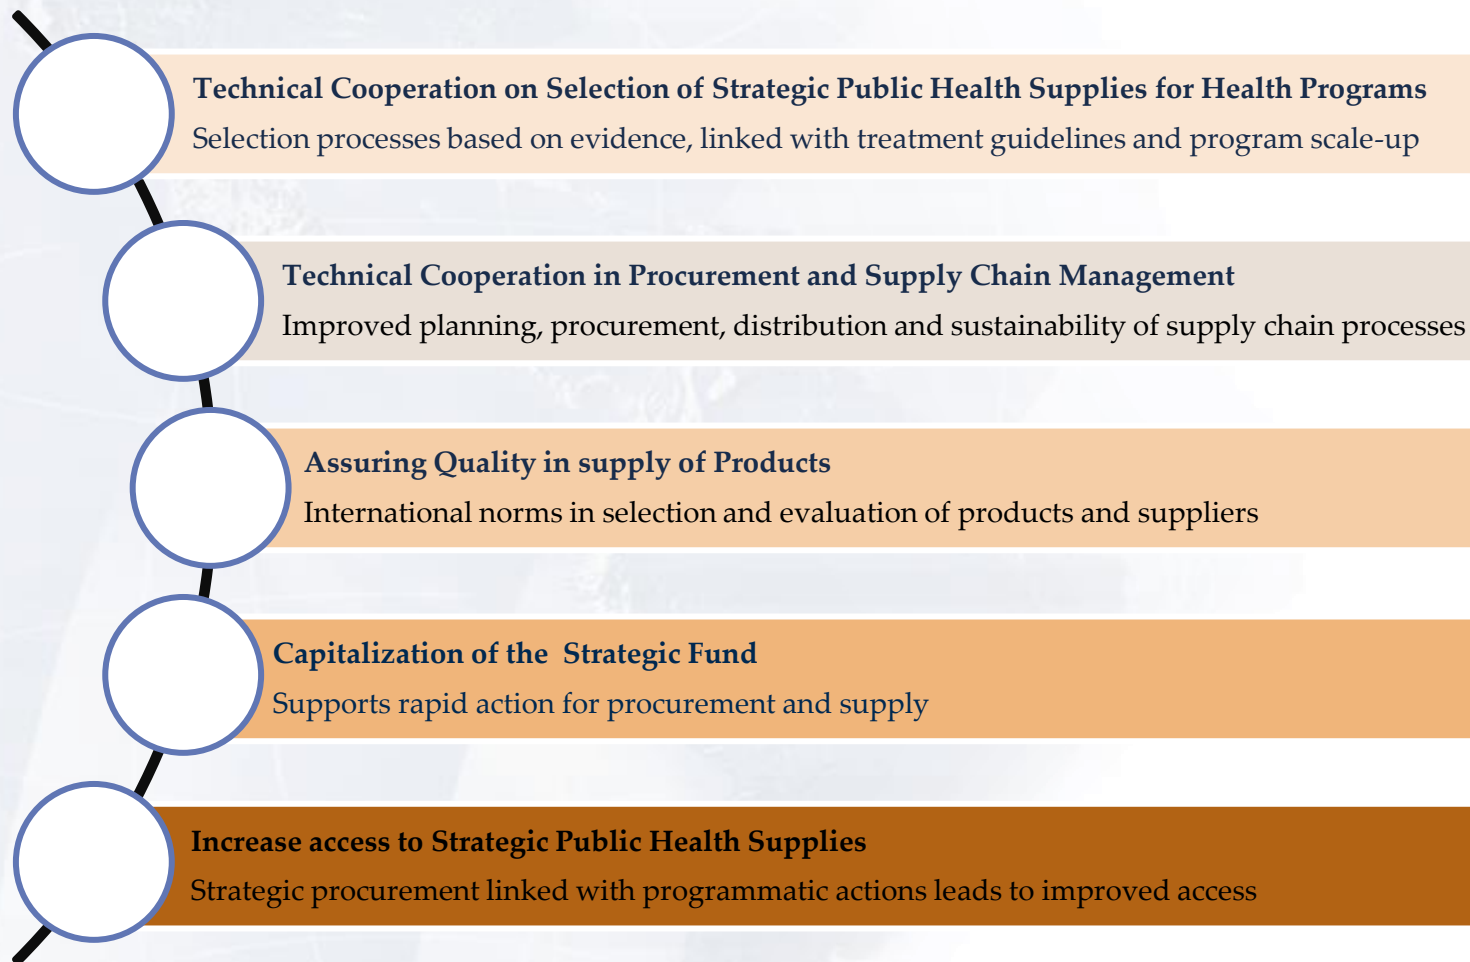 Technical Cooperation on Selection of Strategic Public Health Supplies for Health Programs
Selection processes based on evidence, linked with treatment guidelines and program scale-up
Technical Cooperation in Procurement and Supply Chain Management
Improved planning, procurement, distribution and sustainability of supply chain processes
Assuring Quality in supply of Products
International norms in selection and evaluation of products and suppliers
Capitalization of the  Strategic Fund
Supports rapid action for procurement and supply
Increase access to Strategic Public Health Supplies
Strategic procurement linked with programmatic actions leads to improved access